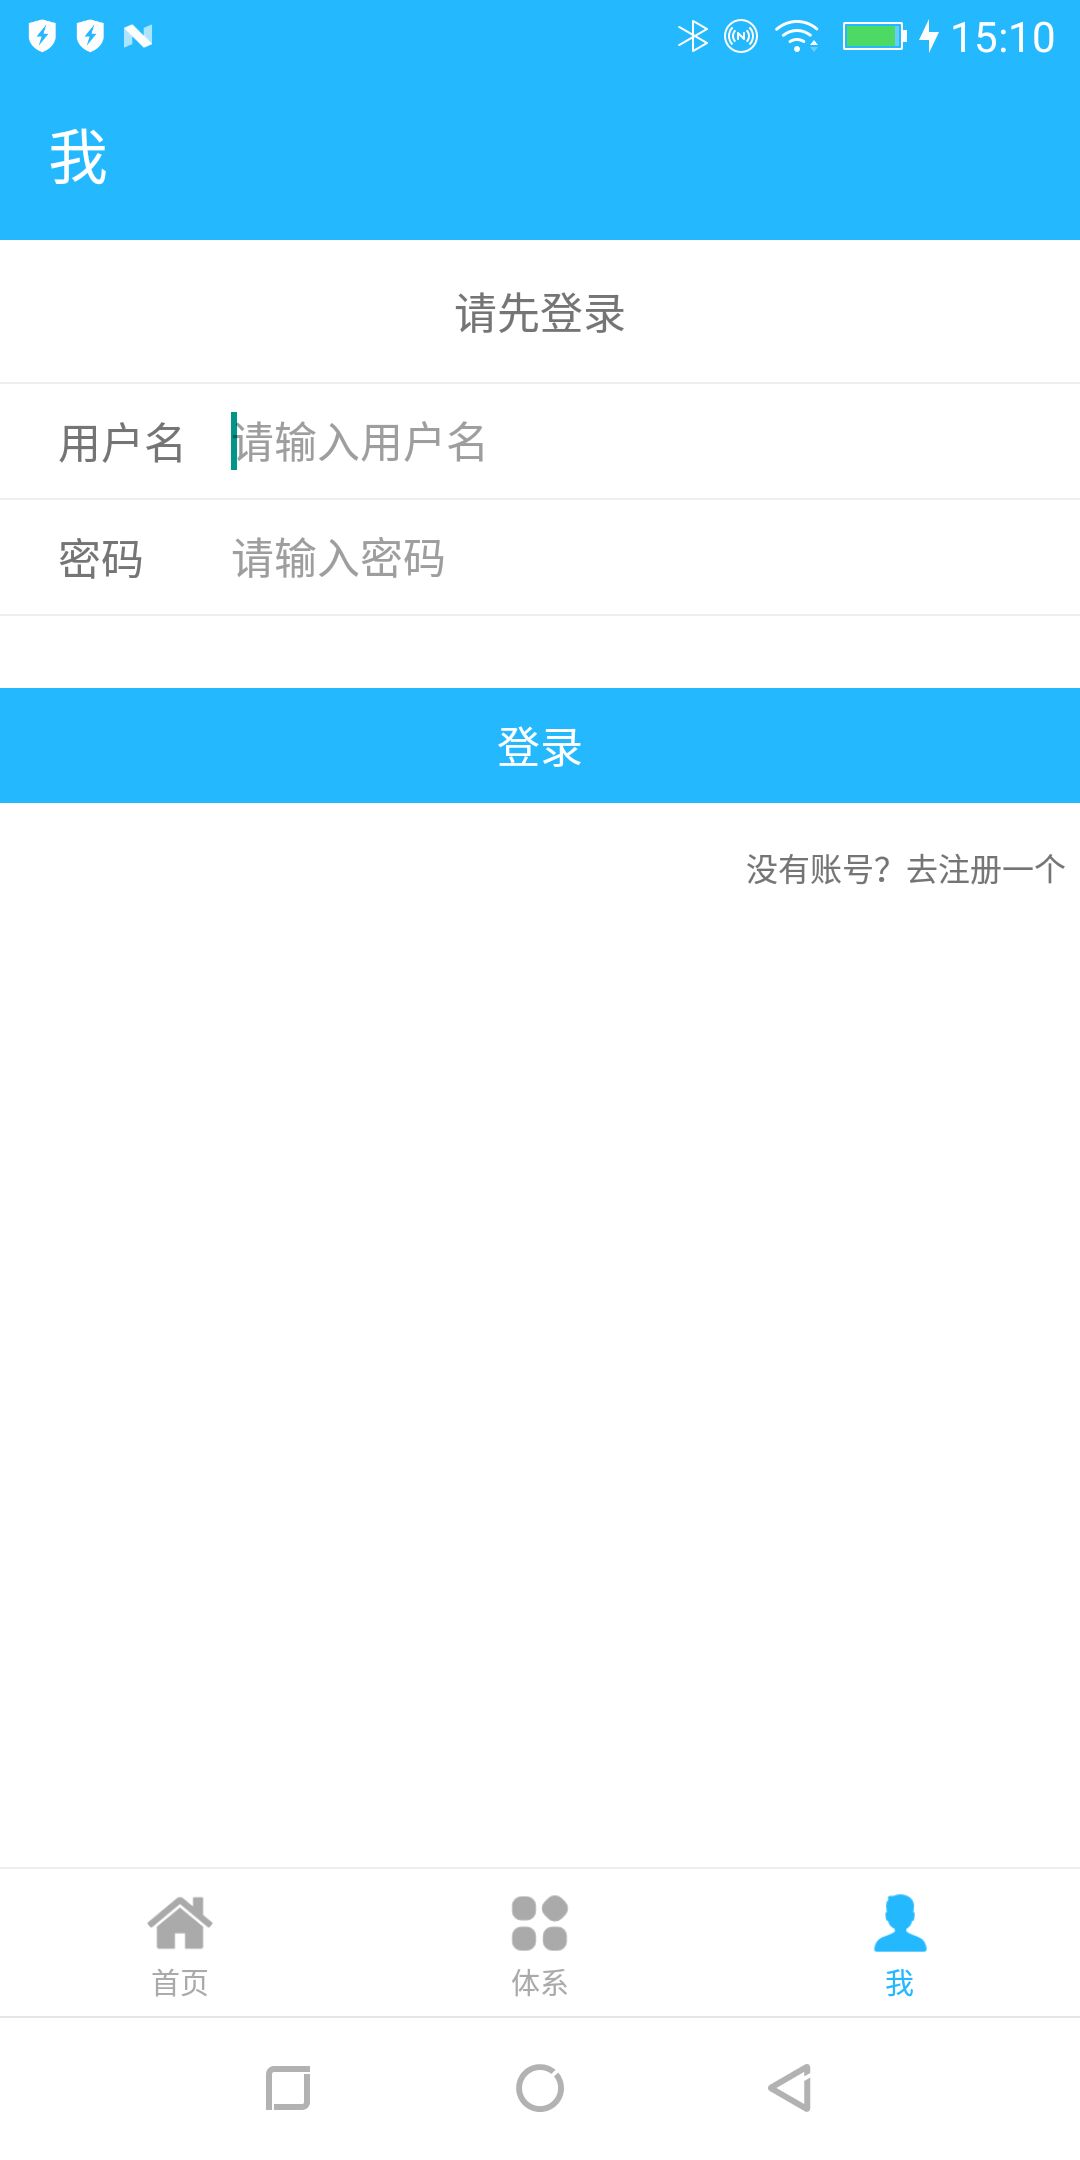 15:10
我
请先登录
用户名 请输入用户名
密码 请输入密码
登录
没有账号？去注册一个
首页 体系 我